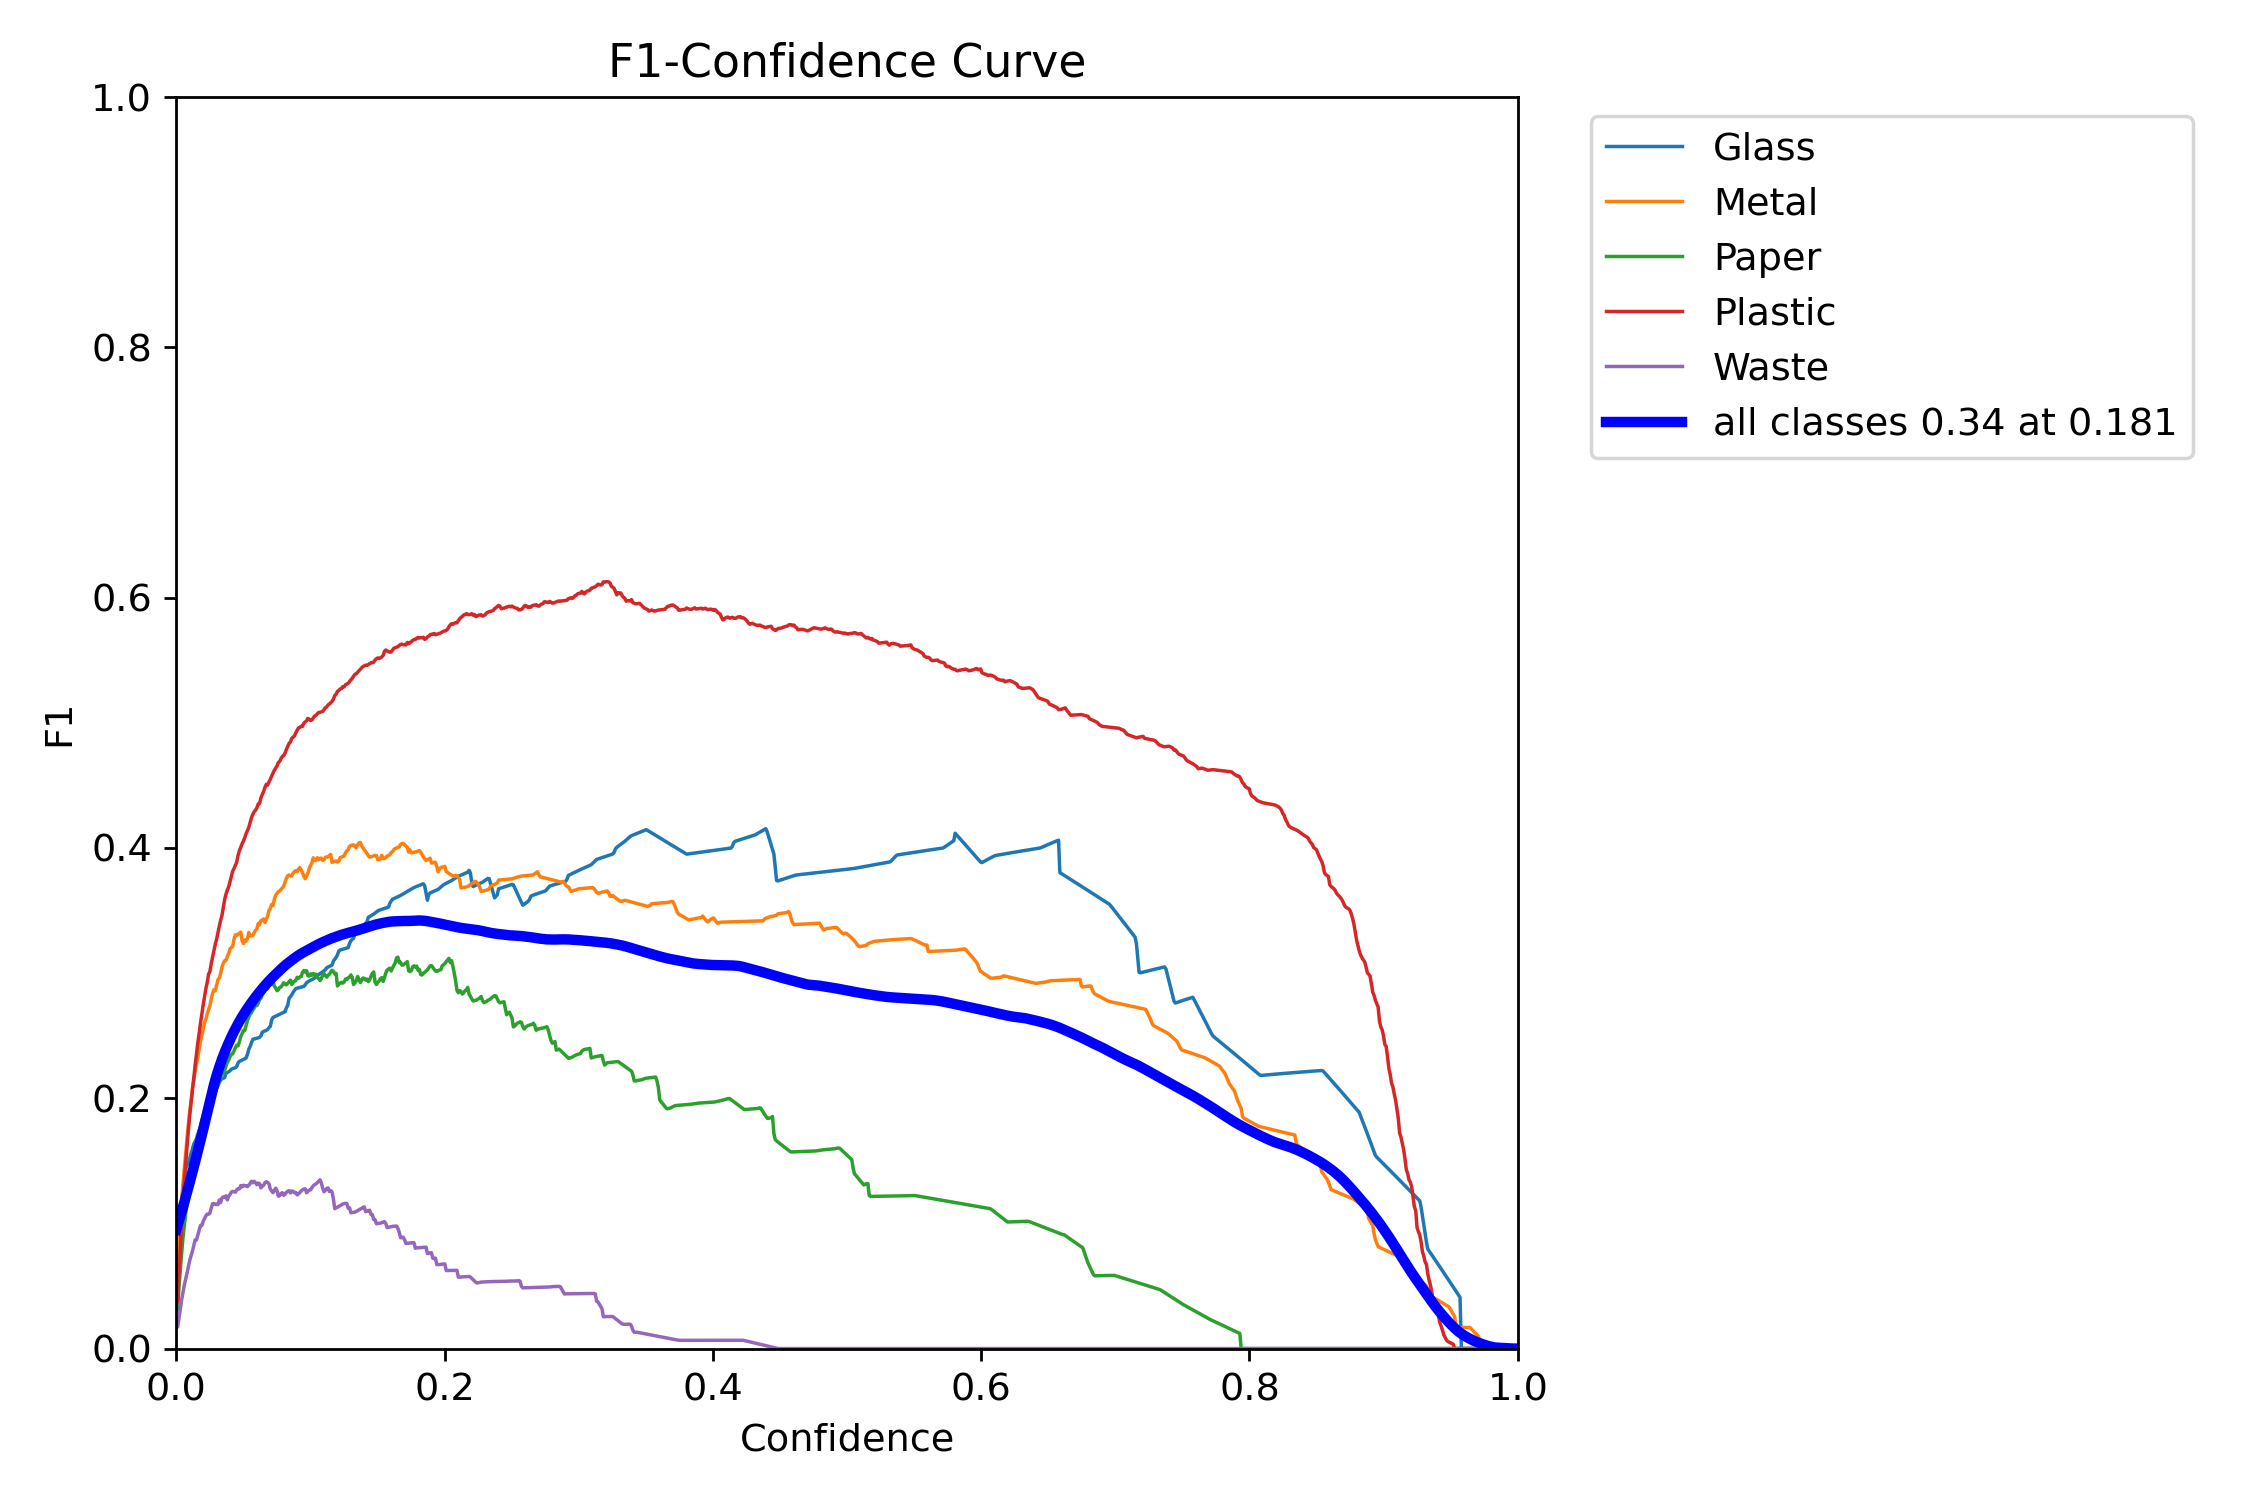 F1-Confidence Curve
1.0
0.8
0.6
0.4
0.2
0.0
F1
0.0 0.2 0.4 0.6 0.8 1.0
Confidence
Glass
Metal
Paper
Plastic
Waste
all classes 0.34 at 0.181